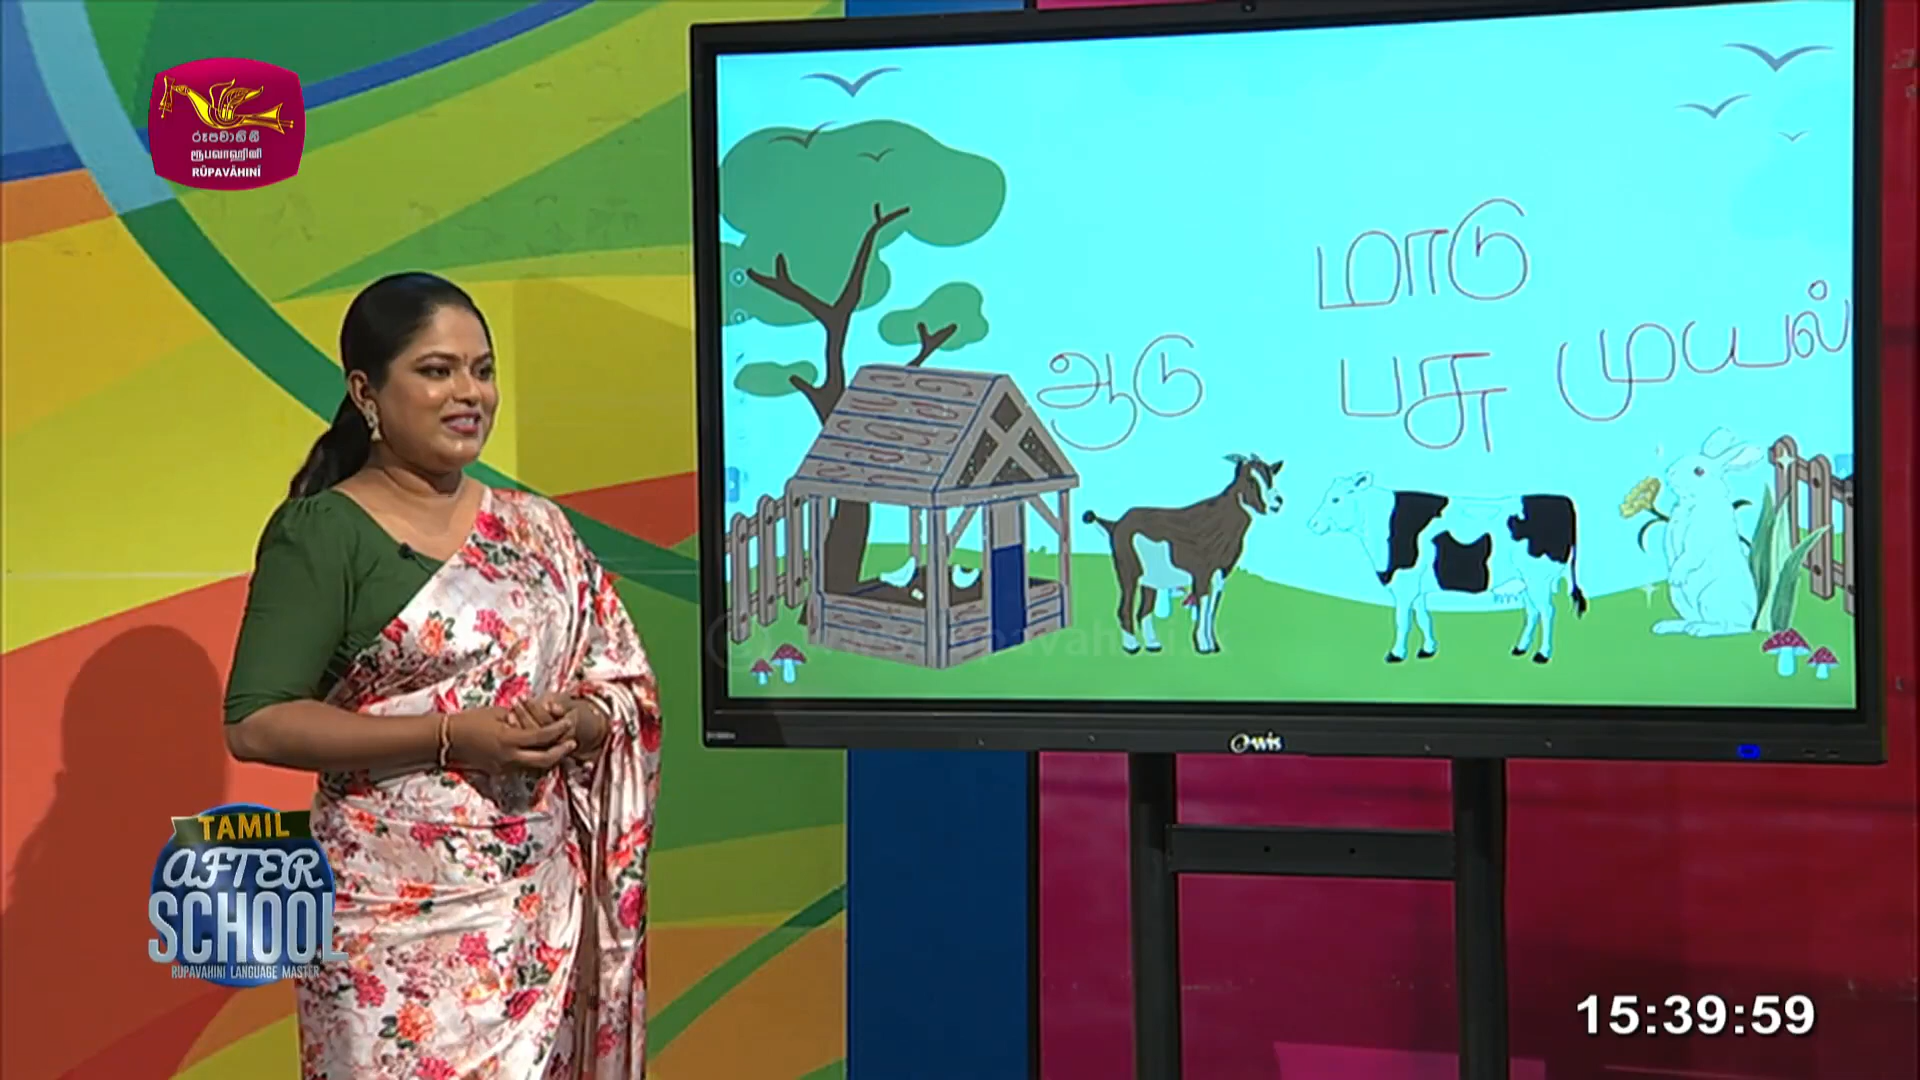 රූපවාහිනී
ரூபவாஹினி
RŪPAVĀHINĪ
மாடு
ஆடு
பசு
முயல்
TAMIL
AFTER
SCHOOL
RUPAVAHINI LANGUAGE MASTER
15:39:59